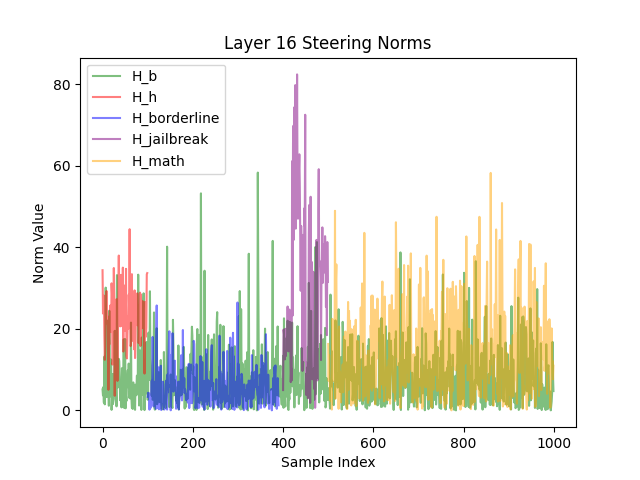 Layer 16 Steering Norms
H_b
H_h
H_borderline
H_jailbreak
H_math
Norm Value
80
60
40
20
0
0 200 400 600 800 1000
Sample Index